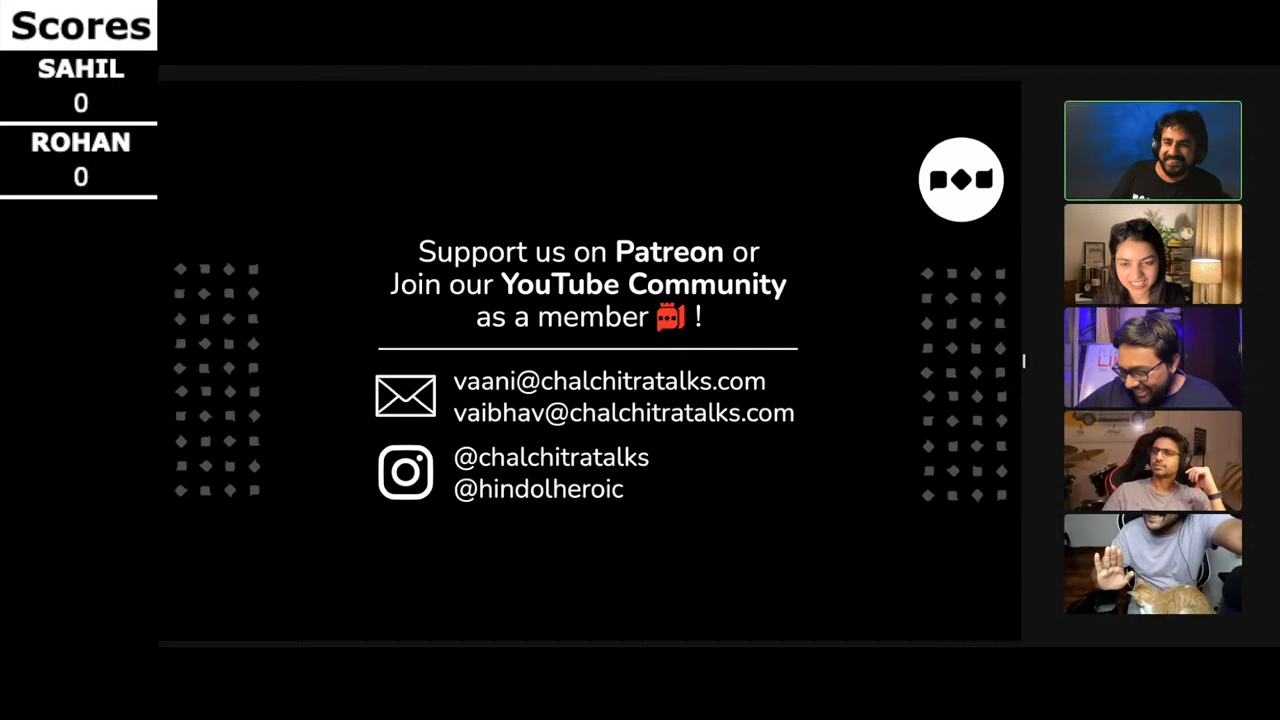 Scores
SAHIL
0
ROHAN
0
Support us on Patreon or
Join our YouTube Community
as a member !
vaani@chalchitratalks.com
vaibhav@chalchitratalks.com
@chalchitratalks
@hindolheroic